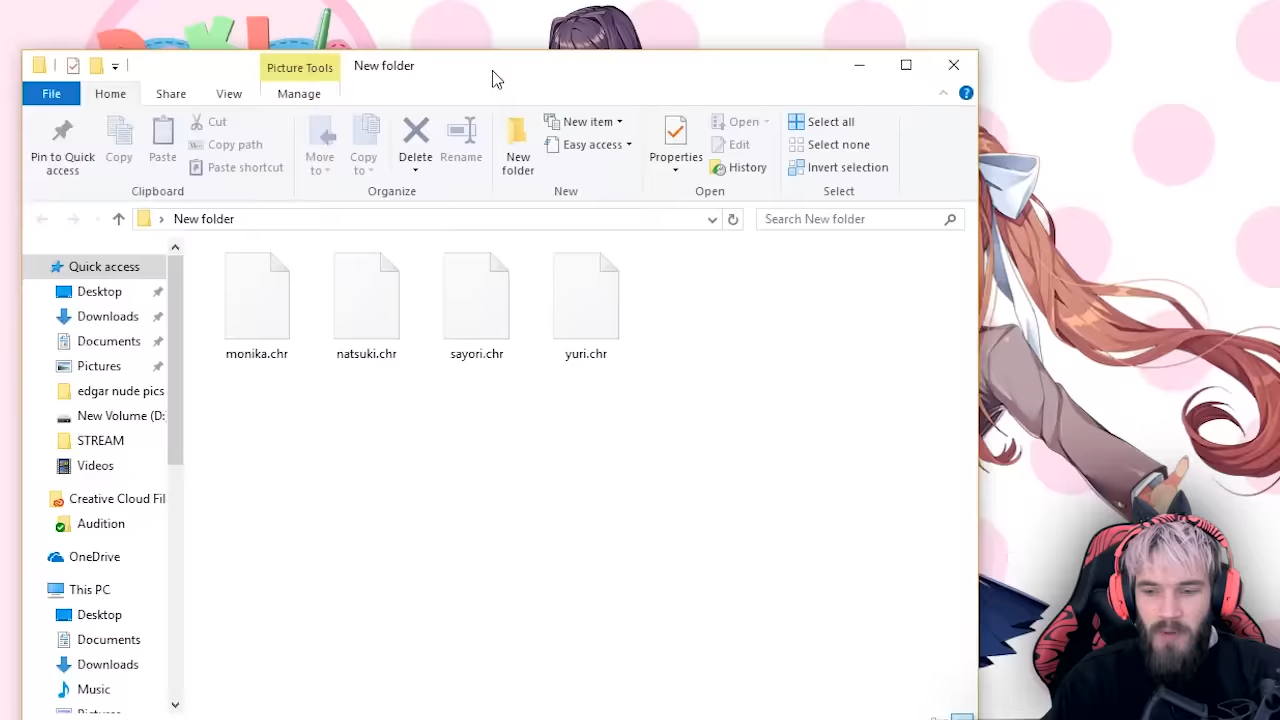 Picture Tools New folder
File Home Share View Manage
Pin to Quick access
Copy
Paste
Cut
Copy path
Paste shortcut
Clipboard
Move to
Copy to
Delete
Rename
Organize
New folder
New item
Easy access
New
Properties
Open
Edit
History
Open
Select all
Select none
Invert selection
Select
New folder
Search New folder
Quick access
Desktop
Downloads
Documents
Pictures
edgar nude pics
New Volume (D:
STREAM
Videos
Creative Cloud Fil
Audition
OneDrive
This PC
Desktop
Documents
Downloads
Music
monika.chr natsuki.chr sayori.chr yuri.chr